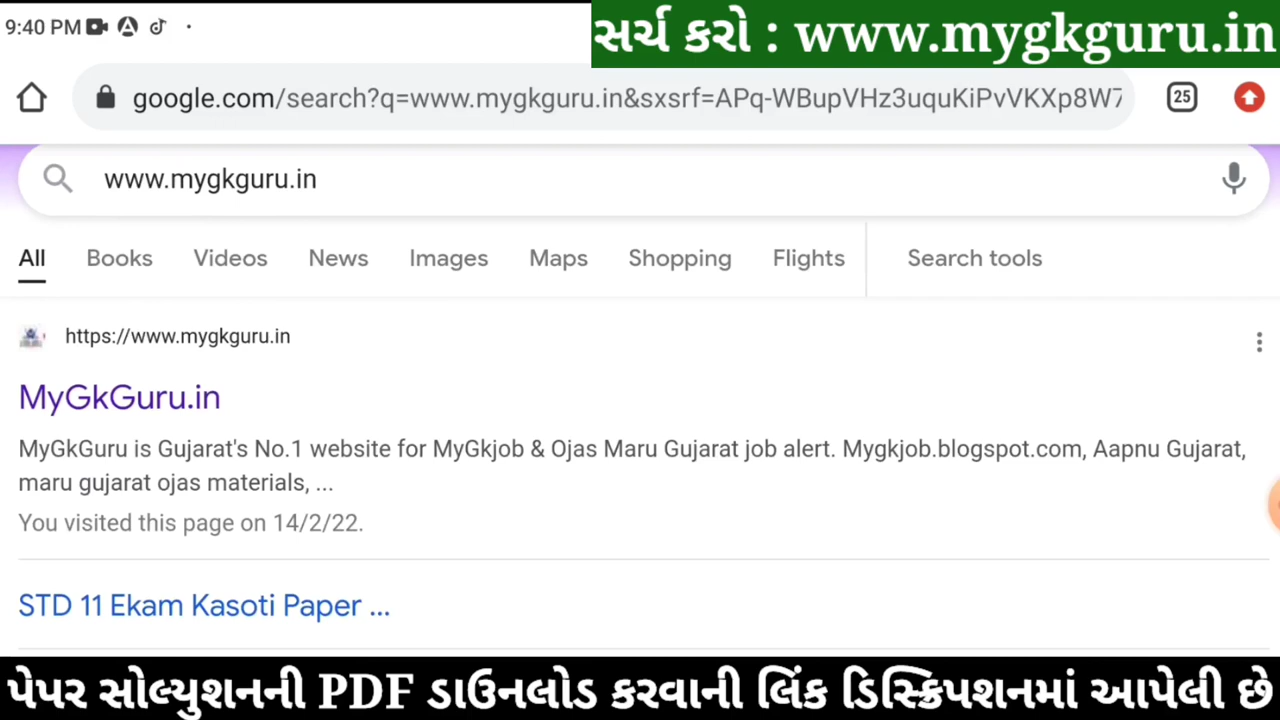 9:40 PM
સર્ચ કરો : www.mygkguru.in
google.com/search?q=www.mygkguru.in&sxsrf=APq-WBupVHz3uquKiPvVKXp8W7
25
www.mygkguru.in
All Books Videos News Images Maps Shopping Flights Search tools
https://www.mygkguru.in
MyGkGuru.in
MyGkGuru is Gujarat's No.1 website for MyGkjob & Ojas Maru Gujarat job alert. Mygkjob.blogspot.com, Aapnu Gujarat,
maru gujarat ojas materials, ...
You visited this page on 14/2/22.
STD 11 Ekam Kasoti Paper ...
પેપર સોલ્યુશનની PDF ડાઉનલોડ કરવાની લિંક ડિસ્ક્રિપશનમાં આપેલી છે